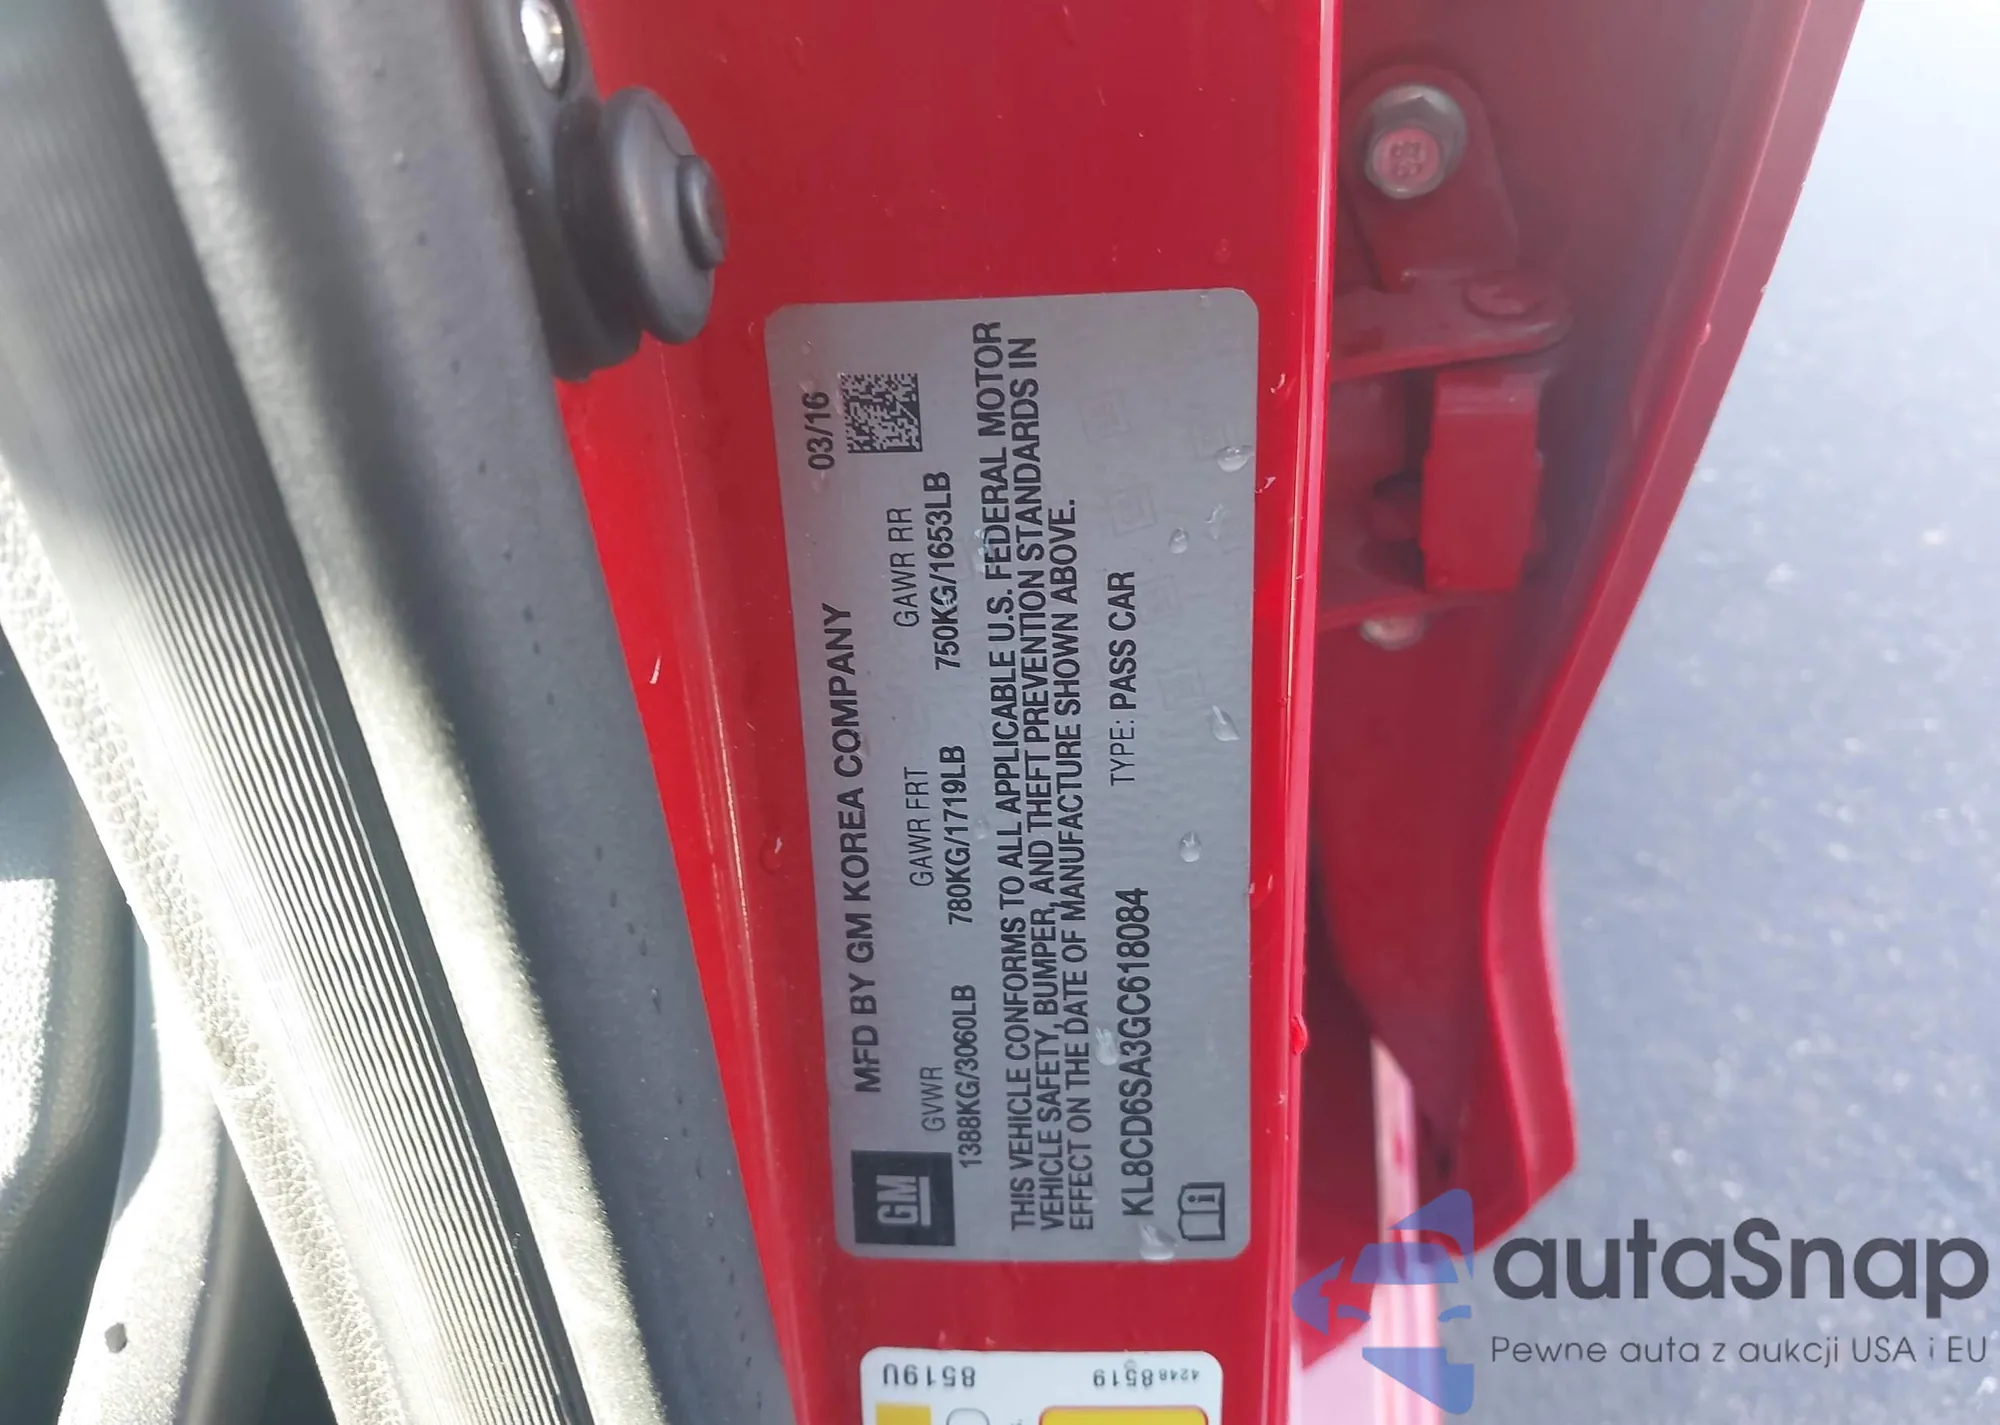 MFD BY GM KOREA COMPANY 03/16
GM
GVWR GAWR FRT GAWR RR
1388KG/3060LB 780KG/1719LB 750KG/1653LB
THIS VEHICLE CONFORMS TO ALL APPLICABLE U.S. FEDERAL MOTOR
VEHICLE SAFETY, BUMPER, AND THEFT PREVENTION STANDARDS IN
EFFECT ON THE DATE OF MANUFACTURE SHOWN ABOVE.
KL8CD6SA3GC618084 TYPE: PASS CAR
i
42488519
8519U
autaSnap
Pewne auta z aukcji USA i EU